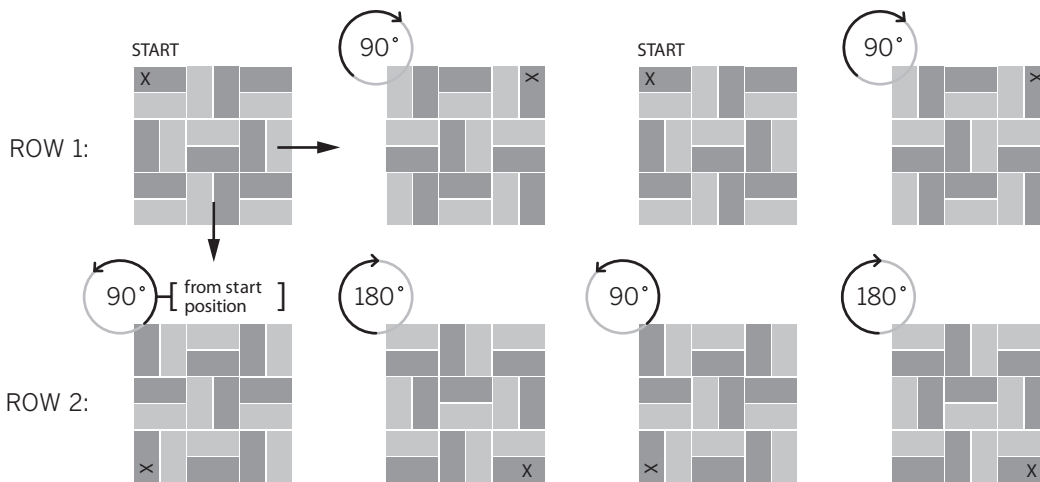 90°
90°
START
START
X
X
X
X
ROW 1:
90°
[ from start
position ]
180°
90°
180°
ROW 2:
X
X
X
X